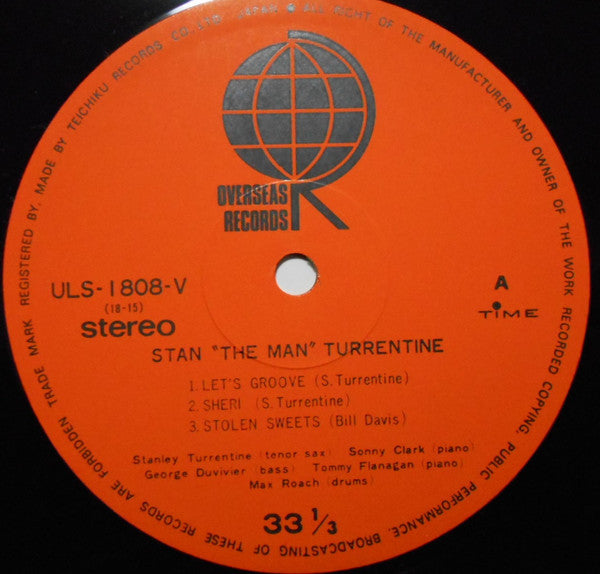 TRADE MARK REGISTERED BY, MADE BY TEICHIKU RECORDS CO., LTD. JAPAN ● ALL RIGHT OF THE MANUFACTURER AND OWNER OF THE WORK RECORDED COPYING, PUBLIC PERFORMANCE, BROADCASTING OF THESE RECORDS ARE FORBIDDEN
OVERSEAS
RECORDS
ULS-1808-V
(18-15)
stereo
A
TIME
STAN "THE MAN" TURRENTINE
1. LET'S GROOVE (S. Turrentine)
2. SHERI (S. Turrentine)
3. STOLEN SWEETS (Bill Davis)
Stanley Turrentine (tenor sax) Sonny Clark (piano)
George Duvivier (bass) Tommy Flanagan (piano)
Max Roach (drums)
33 1/3